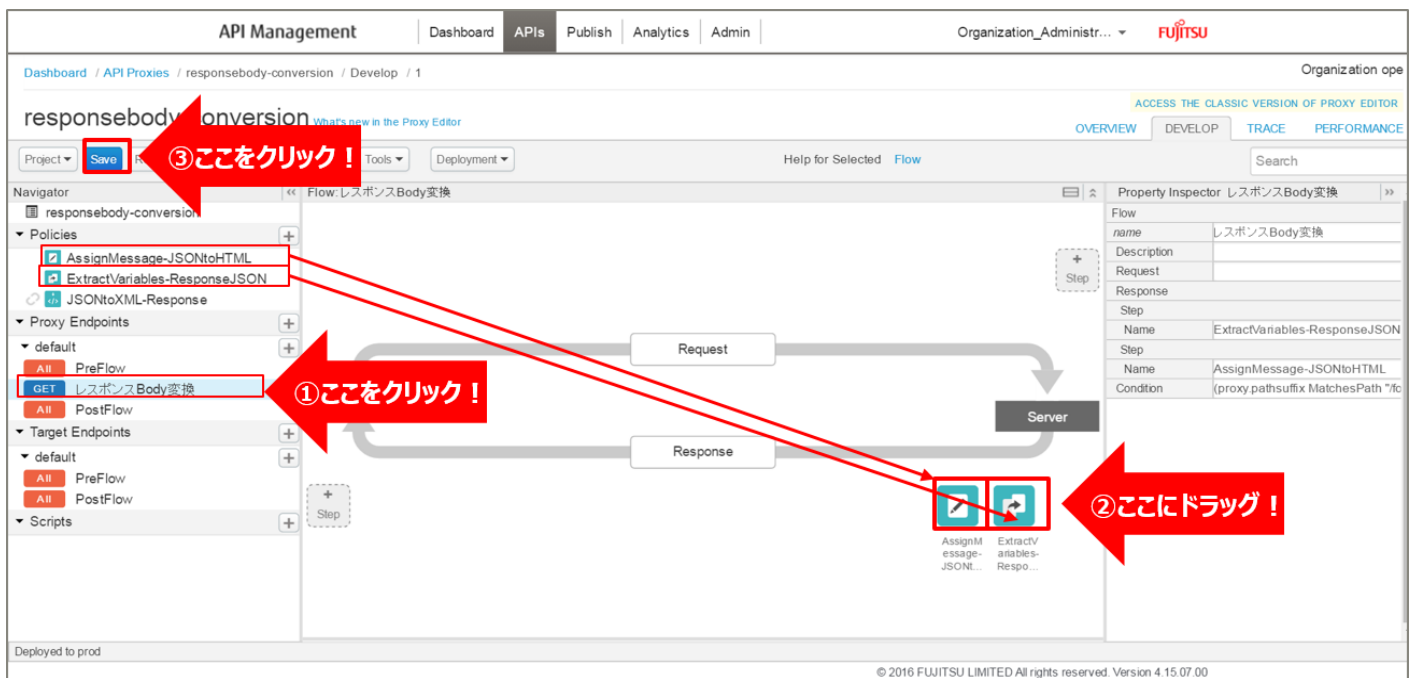 API Management
Dashboard
APIs
Publish
Analytics
Admin
Organization_Administr...
FUJITSU
Dashboard / API Proxies / responsebody-conversion / Develop / 1
Organization ope
ACCESS THE CLASSIC VERSION OF PROXY EDITOR
responsebody onversion
What's new in the Proxy Editor
OVERVIEW
DEVELOP
TRACE
PERFORMANCE
Project
Save
R
③ここをクリック！
Tools
Deployment
Help for Selected Flow
Search
Navigator
Flow:レスポンスBody変換
Property Inspector レスポンスBody変換
responsebody-conversion
Flow
Policies
name レスポンスBody変換
AssignMessage-JSONtoHTML
Description
ExtractVariables-ResponseJSON
+
Step
Request
JSONtoXML-Response
Response
Step
Proxy Endpoints
Name ExtractVariables-ResponseJSON
default
Request
Step
All PreFlow
Name AssignMessage-JSONtoHTML
GET レスポンスBody変換
①ここをクリック！
Condition (proxy.pathsuffix MatchesPath "/fc
All PostFlow
Server
Target Endpoints
default
Response
All PreFlow
All PostFlow
+
Step
②ここにドラッグ！
Scripts
AssignM
essage-
JSONt...
ExtractV
ariables-
Respo...
Deployed to prod
© 2016 FUJITSU LIMITED All rights reserved. Version 4.15.07.00